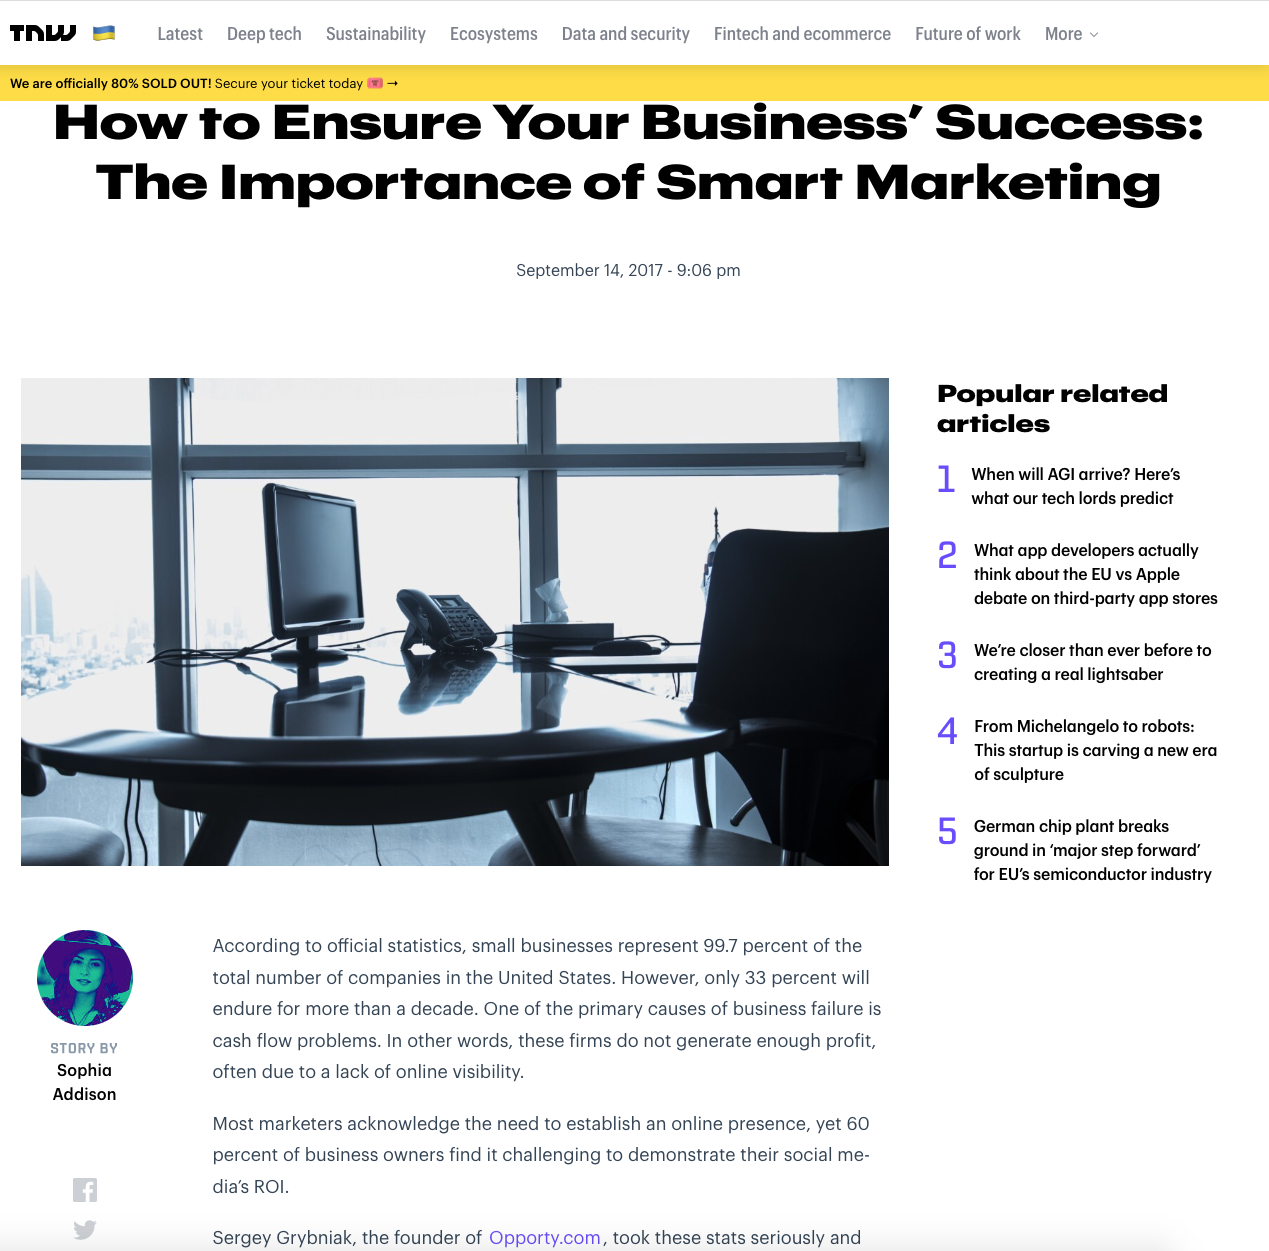 TNW
Latest Deep tech Sustainability Ecosystems Data and security Fintech and ecommerce Future of work More
We are officially 80% SOLD OUT! Secure your ticket today 🎟️ →
How to Ensure Your Business’ Success:
The Importance of Smart Marketing
September 14, 2017 - 9:06 pm
Popular related
articles
1 When will AGI arrive? Here’s
what our tech lords predict
2 What app developers actually
think about the EU vs Apple
debate on third-party app stores
3 We’re closer than ever before to
creating a real lightsaber
4 From Michelangelo to robots:
This startup is carving a new era
of sculpture
5 German chip plant breaks
ground in ‘major step forward’
for EU’s semiconductor industry
STORY BY
Sophia
Addison
According to official statistics, small businesses represent 99.7 percent of the
total number of companies in the United States. However, only 33 percent will
endure for more than a decade. One of the primary causes of business failure is
cash flow problems. In other words, these firms do not generate enough profit,
often due to a lack of online visibility.
Most marketers acknowledge the need to establish an online presence, yet 60
percent of business owners find it challenging to demonstrate their social me-
dia’s ROI.
Sergey Grybniak, the founder of Opporty.com, took these stats seriously and